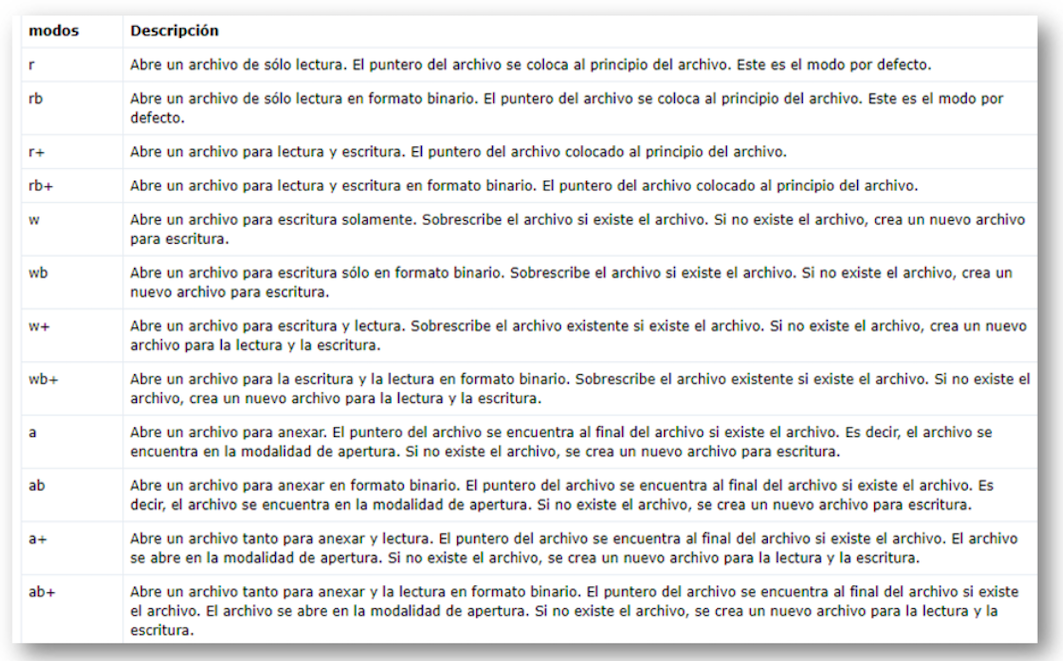 modos Descripción
r Abre un archivo de sólo lectura. El puntero del archivo se coloca al principio del archivo. Este es el modo por defecto.
rb Abre un archivo de sólo lectura en formato binario. El puntero del archivo se coloca al principio del archivo. Este es el modo por
defecto.
r+ Abre un archivo para lectura y escritura. El puntero del archivo colocado al principio del archivo.
rb+ Abre un archivo para lectura y escritura en formato binario. El puntero del archivo colocado al principio del archivo.
w Abre un archivo para escritura solamente. Sobrescribe el archivo si existe el archivo. Si no existe el archivo, crea un nuevo archivo
para escritura.
wb Abre un archivo para escritura sólo en formato binario. Sobrescribe el archivo si existe el archivo. Si no existe el archivo, crea un
nuevo archivo para escritura.
w+ Abre un archivo para escritura y lectura. Sobrescribe el archivo existente si existe el archivo. Si no existe el archivo, crea un nuevo
archivo para la lectura y la escritura.
wb+ Abre un archivo para la escritura y la lectura en formato binario. Sobrescribe el archivo existente si existe el archivo. Si no existe el
archivo, crea un nuevo archivo para la lectura y la escritura.
a Abre un archivo para anexar. El puntero del archivo se encuentra al final del archivo si existe el archivo. Es decir, el archivo se
encuentra en la modalidad de apertura. Si no existe el archivo, se crea un nuevo archivo para escritura.
ab Abre un archivo para anexar en formato binario. El puntero del archivo se encuentra al final del archivo si existe el archivo. Es
decir, el archivo se encuentra en la modalidad de apertura. Si no existe el archivo, se crea un nuevo archivo para escritura.
a+ Abre un archivo tanto para anexar y lectura. El puntero del archivo se encuentra al final del archivo si existe el archivo. El archivo
se abre en la modalidad de apertura. Si no existe el archivo, se crea un nuevo archivo para la lectura y la escritura.
ab+ Abre un archivo tanto para anexar y la lectura en formato binario. El puntero del archivo se encuentra al final del archivo si existe
el archivo. El archivo se abre en la modalidad de apertura. Si no existe el archivo, se crea un nuevo archivo para la lectura y la
escritura.